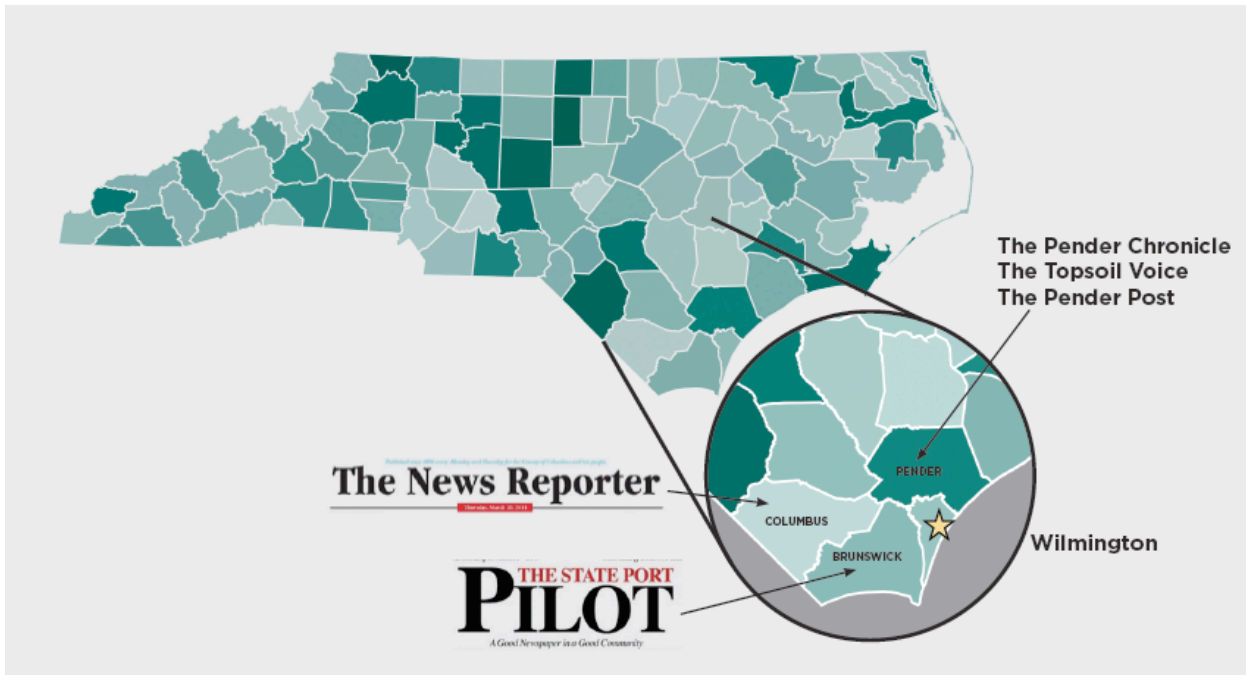 The Pender Chronicle
The Topsoil Voice
The Pender Post
The News Reporter
PENDER
COLUMBUS
BRUNSWICK
Wilmington
THE STATE PORT
PILOT
A Good Newspaper in a Good Community